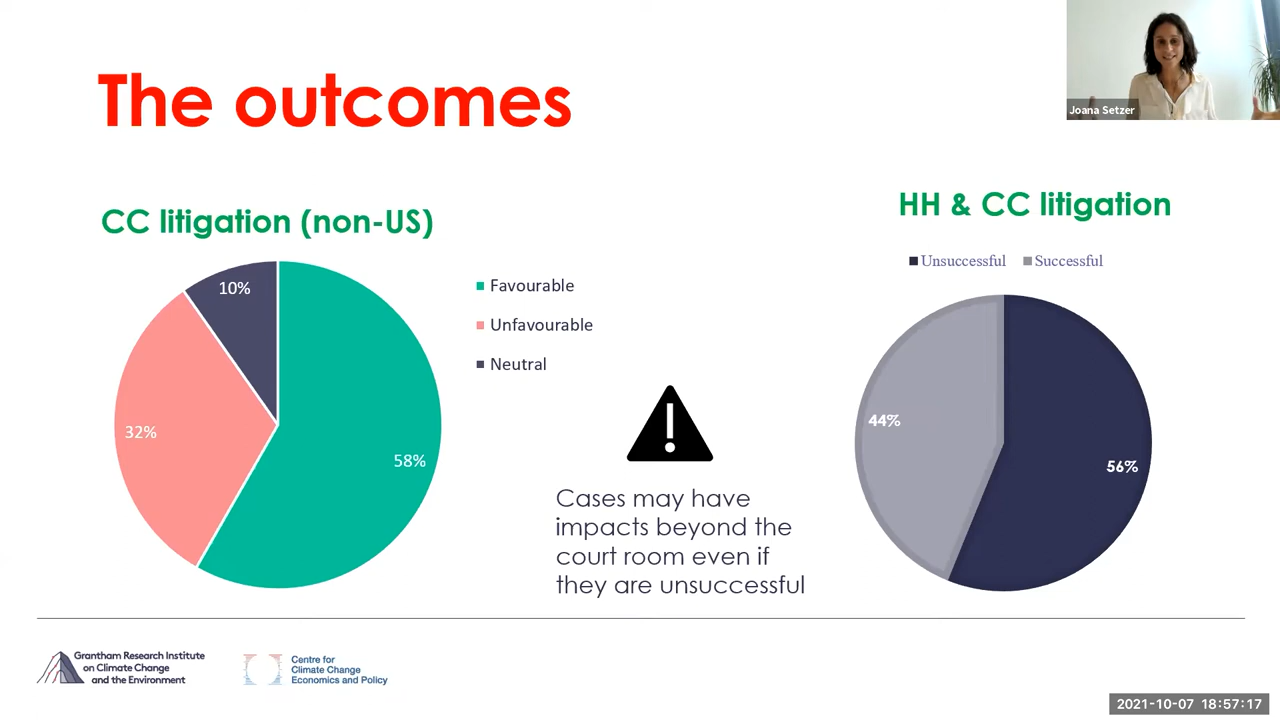 The outcomes
Joana Setzer
CC litigation (non-US)
10%
32%
58%
Favourable
Unfavourable
Neutral
Cases may have
impacts beyond the
court room even if
they are unsuccessful
HH & CC litigation
Unsuccessful Successful
44%
56%
Grantham Research Institute
on Climate Change
and the Environment
Centre for
Climate Change
Economics and Policy
2021-10-07 18:57:17